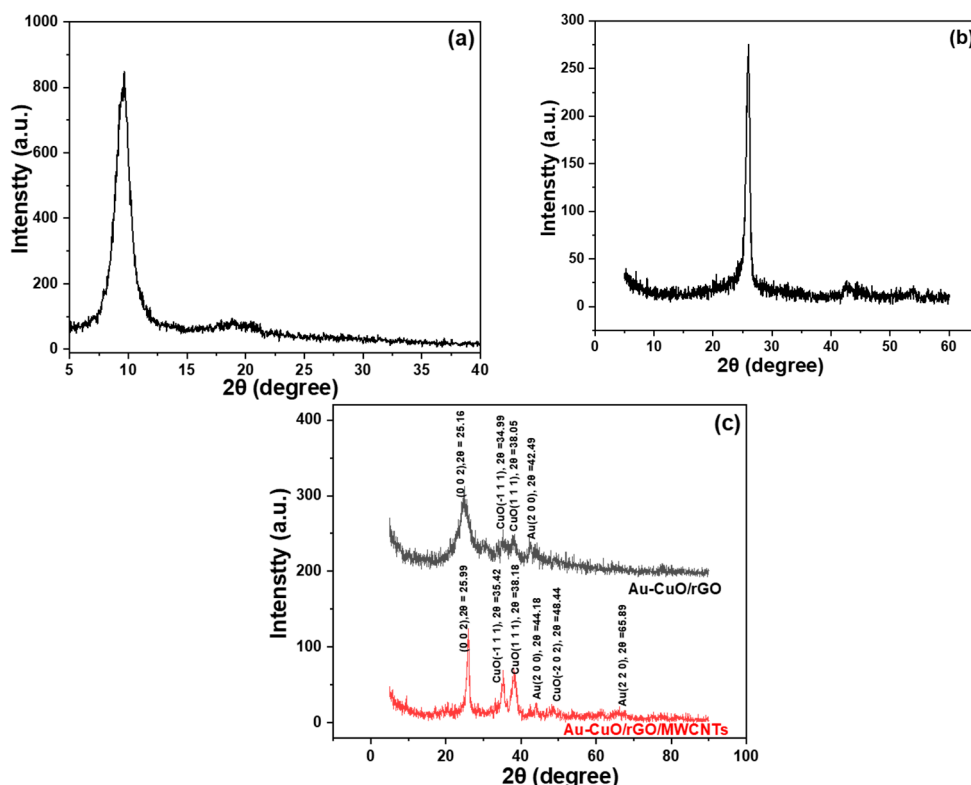 (a)
1000
800
600
400
200
0
5 10 15 20 25 30 35 40
2θ (degree)
Intenstty (a.u.)
(b)
300
250
200
150
100
50
0
0 10 20 30 40 50 60
2θ (degree)
Intenstty (a.u.)
(c)
400
300
200
100
0
0 20 40 60 80 100
2θ (degree)
Intenstty (a.u.)
(0 0 2),2θ = 25.16
CuO(-1 1 1), 2θ =34.99
CuO(1 1 1), 2θ =38.05
Au(2 0 0), 2θ =42.49
Au-CuO/rGO
(0 0 2),2θ = 25.99
CuO(-1 1 1), 2θ =35.42
CuO(1 1 1), 2θ =38.18
Au(2 0 0), 2θ =44.18
CuO(-2 0 2), 2θ =48.44
Au(2 2 0), 2θ =65.89
Au-CuO/rGO/MWCNTs